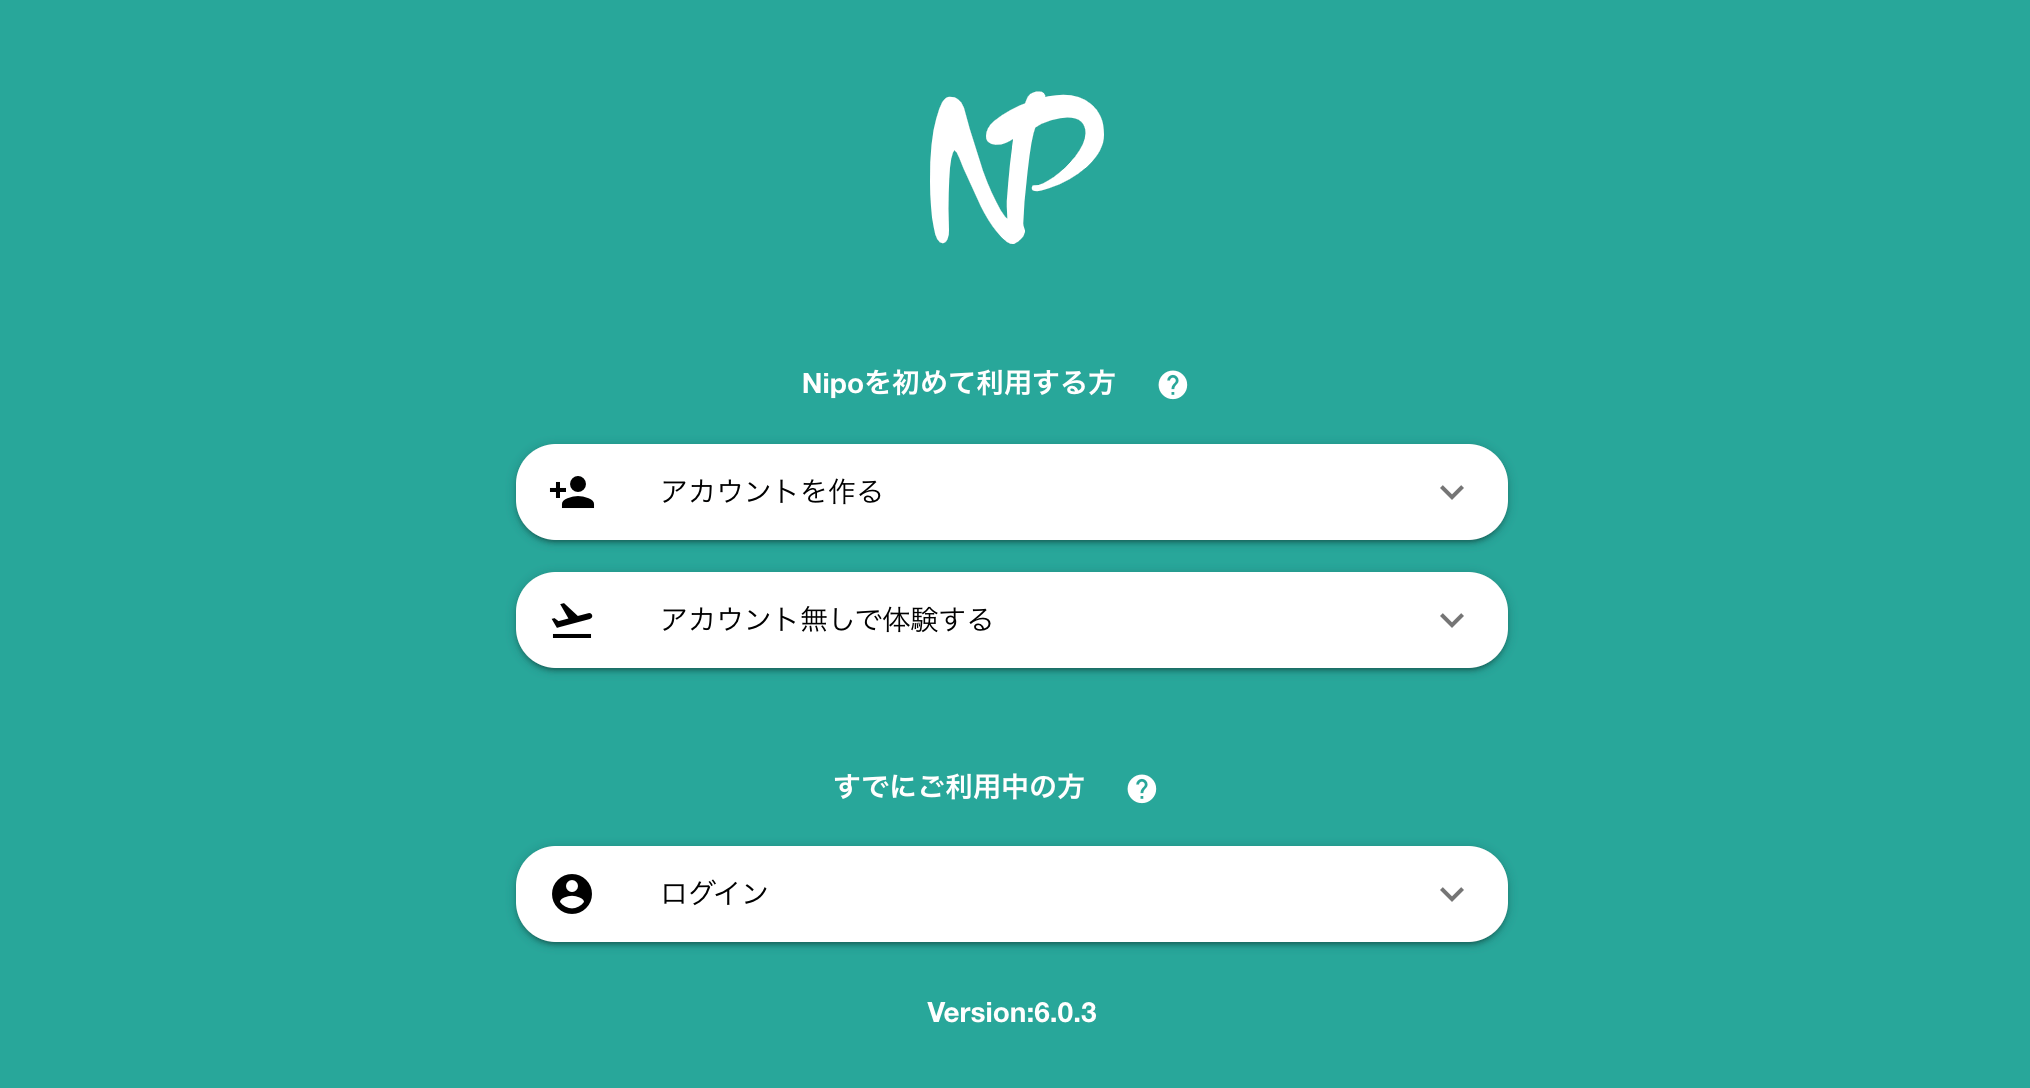 NP
Nipoを初めて利用する方
アカウントを作る
アカウント無しで体験する
すでにご利用中の方
ログイン
Version:6.0.3